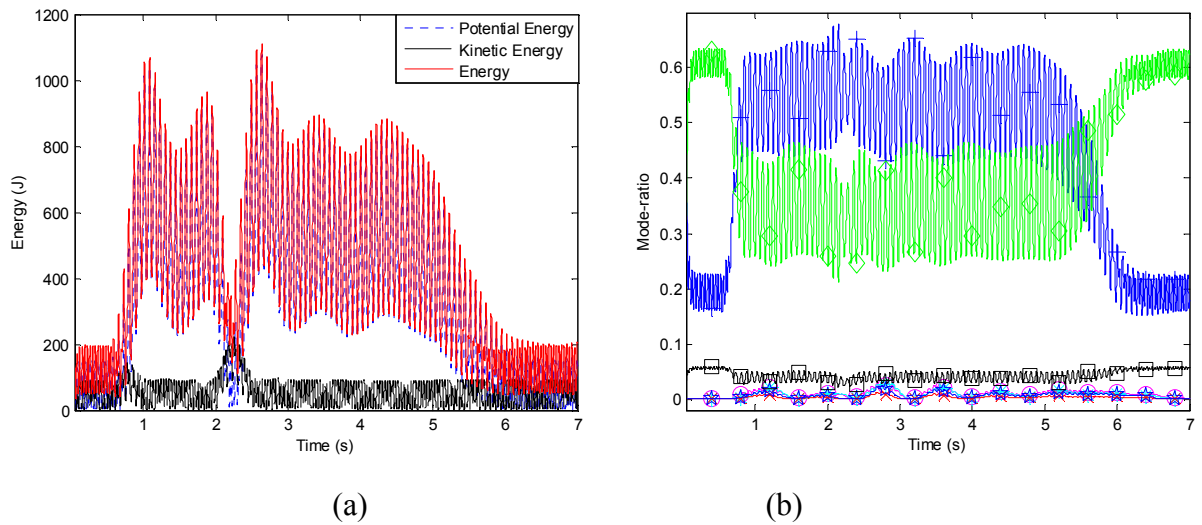 1200
1000
800
600
400
200
0
Energy (J)
Potential Energy
Kinetic Energy
Energy
1 2 3 4 5 6 7
Time (s)
0.6
0.5
0.4
0.3
0.2
0.1
0
Mode-ratio
1 2 3 4 5 6 7
Time (s)
(a) (b)